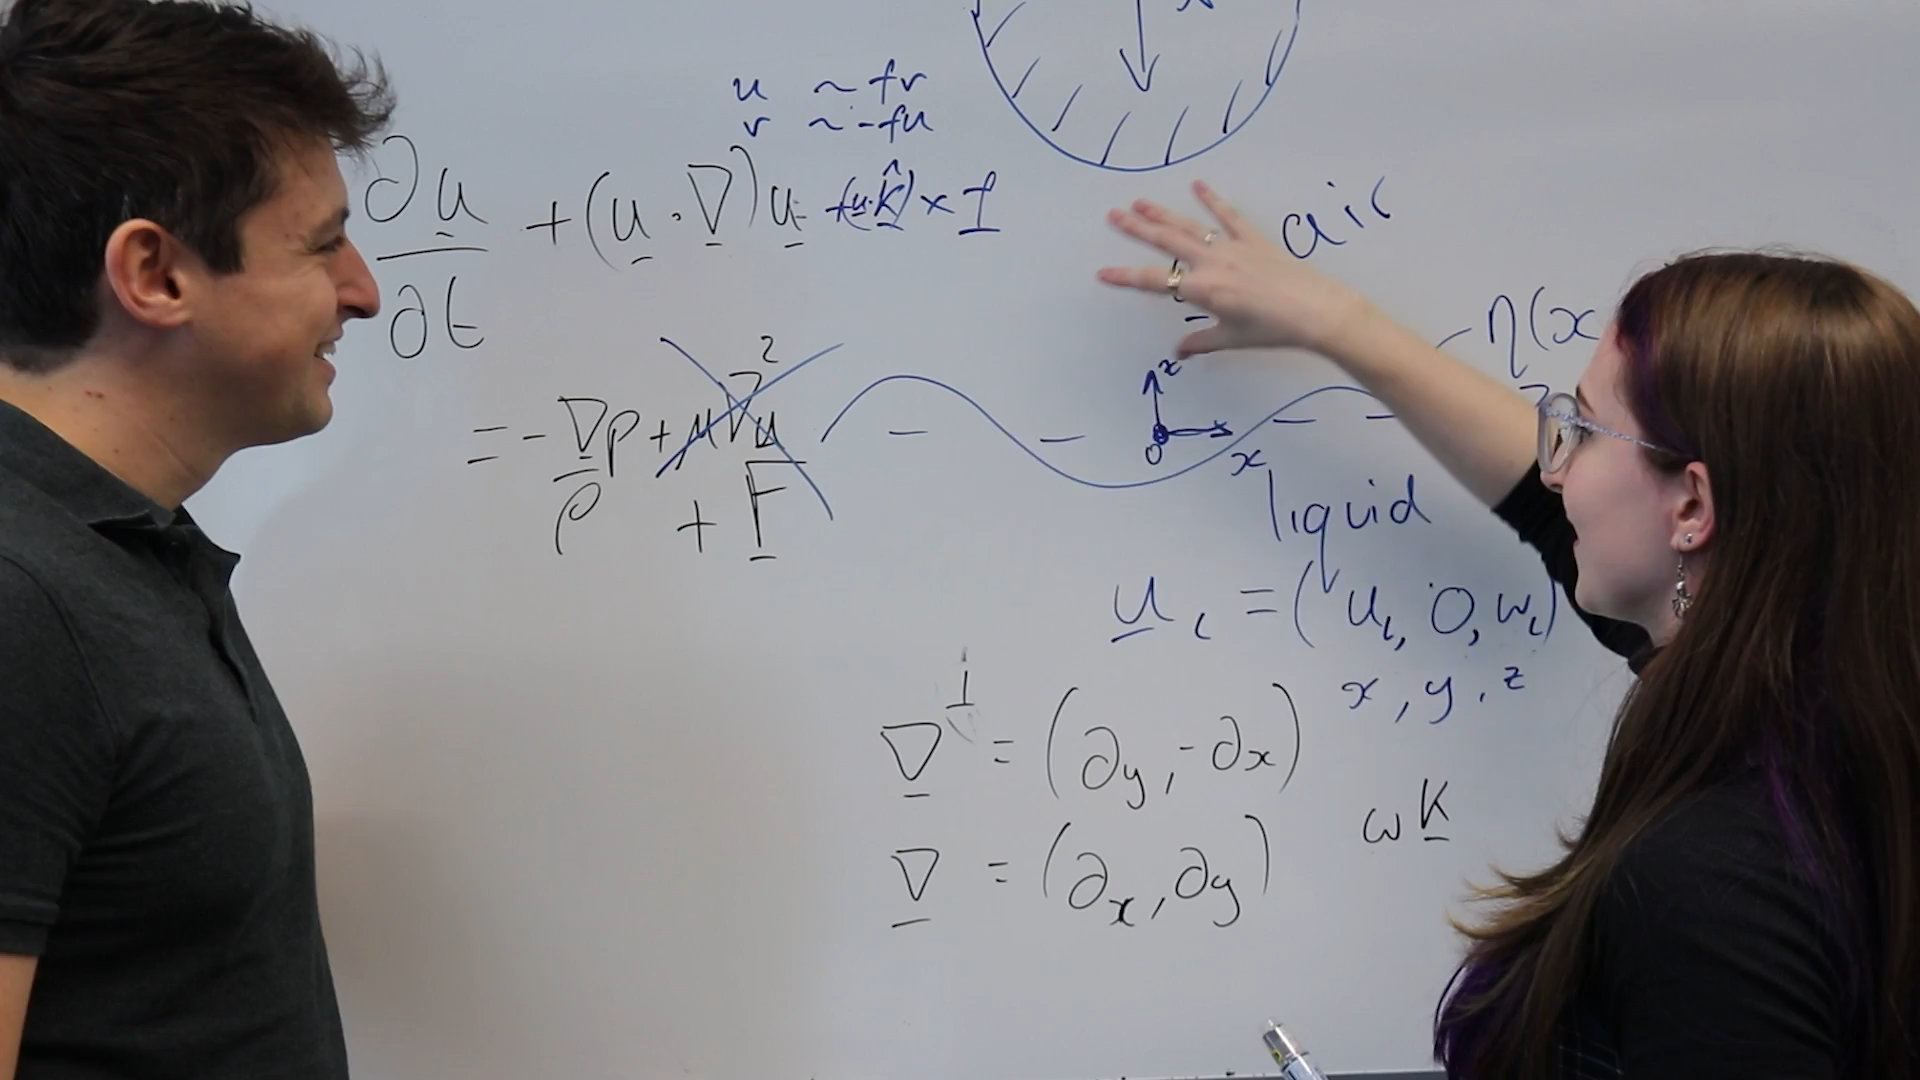 u ~ fv
v ~ -fu
∂u/∂t + (u · ∇)u + (u·k̂) × f
air
= - ∇p/ρ + μ∇²u
+ F
η(x
z
0
x
liquid
u_L = (u_L, 0, w_L)
x, y, z
∇^⊥ = (∂y, -∂x)
ωk
∇ = (∂x, ∂y)